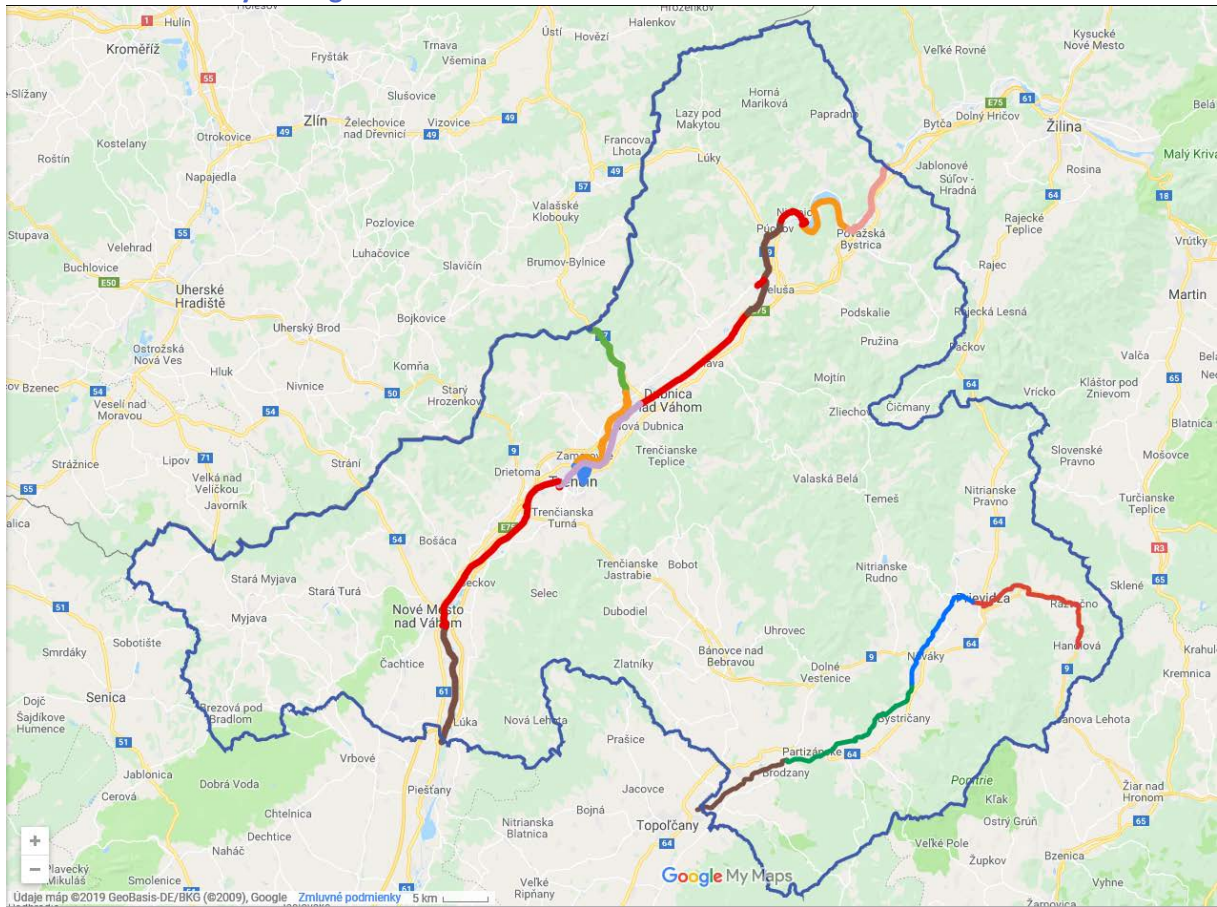 Hulín
Kroměříž
Fryšták
Trnava
Všemina
Ústí
Hovězí
Halenkov
Veľké Rovné
Kysucké
Nové Mesto
e-Slížany
Slušovice
Zlín
Želechovice
nad Dřevnicí
Vizovice
Otrokovice
Kostelany
Roštín
Napajedla
Lazy pod
Makytou
Horná
Mariková
Papradno
Bytča
Dolný Hričov
Žilina
Belá
Francova
Lhota
Lúky
Jablonové
Súľov -
Hradná
Rosina
Malý Kriváň
Pozlovice
Luhačovice
Valašské
Klobouky
Stupava
Velehrad
Buchlovice
Uherské
Hradiště
Slavičín
Brumov-Bylnice
Považská
Bystrica
Rajecké
Teplice
Vrútky
Rajec
Martin
Bojkovice
Uherský Brod
Podskalie
Rajecká Lesná
Pružina
Ostrožská
Nová Ves
Hluk
Nivnice
Komňa
Starý
Hrozenkov
Bzenec
Veselí nad
Moravou
Mojtín
Valča
Zliechov
Čičmany
Vrícko
Kláštor pod
Znievom
Blatnica
Dubnica
nad Váhom
Nová Dubnica
Trenčianske
Teplice
Slovenské
Pravno
Mošovce
Strážnice
Lipov
Velká nad
Veličkou
Javorník
Strání
Drietoma
Valaská Belá
Temeš
Nitrianske
Pravno
Turčianske
Teplice
Trenčianska
Turná
Bošáca
Trenčianske
Jastrabie
Bobot
Nitrianske
Rudno
Sklené
Stará Myjava
Stará Turá
Myjava
Selec
Dubodiel
Nové Mesto
nad Váhom
Uhrovec
Bánovce nad
Bebravou
Zlatníky
Dolné
Vestenice
Nováky
Kremnica
Sobotište
Smrdáky
Senica
Čachtice
Dojč
Šajdíkove
Humence
Brezová pod
Bradlom
Lúka
Nová Lehota
Prašice
Bystričany
Partizánske
Brodzany
Vrbové
Jablonica
Dobrá Voda
Cerová
Piešťany
Jacovce
Bojná
Topoľčany
Chtelnica
Dechtice
Naháč
Nitrianska
Blatnica
Kľak
Ostrý Grúň
Žiar nad
Hronom
Veľké Pole
Župkov
Bzenica
Vyhne
Plavecký
Mikuláš
Smolenice
Veľké
Ripňany
Žarnovica
Google My Maps
Údaje máp ©2019 GeoBasis-DE/BKG (©2009), Google Zmluvné podmienky 5 km